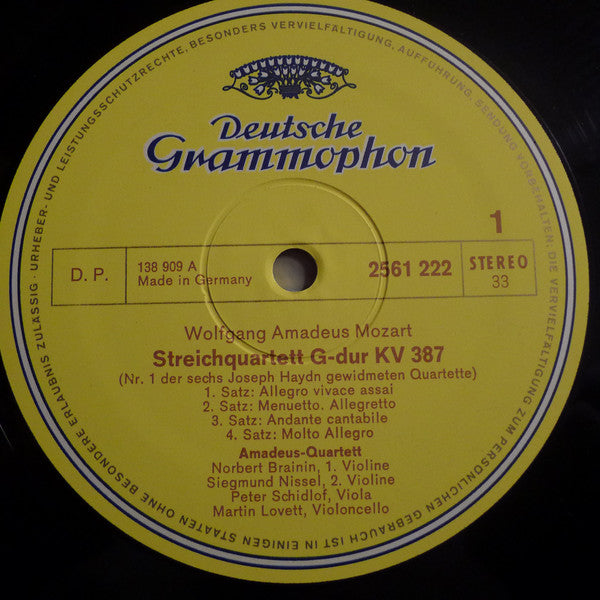 URHEBER- UND LEISTUNGSSCHUTZRECHTE, BESONDERS VERVIELFÄLTIGUNG, AUFFÜHRUNG, SENDUNG VORBEHALTEN. DIE VERVIELFÄLTIGUNG ZUM PERSÖNLICHEN GEBRAUCH IST IN EINIGEN STAATEN OHNE BESONDERE ERLAUBNIS ZULÄSSIG ·
Deutsche
Grammophon
1
D. P.
138 909 A
Made in Germany
2561 222
STEREO
33
Wolfgang Amadeus Mozart
Streichquartett G-dur KV 387
(Nr. 1 der sechs Joseph Haydn gewidmeten Quartette)
1. Satz: Allegro vivace assai
2. Satz: Menuetto. Allegretto
3. Satz: Andante cantabile
4. Satz: Molto Allegro
Amadeus-Quartett
Norbert Brainin, 1. Violine
Siegmund Nissel, 2. Violine
Peter Schidlof, Viola
Martin Lovett, Violoncello